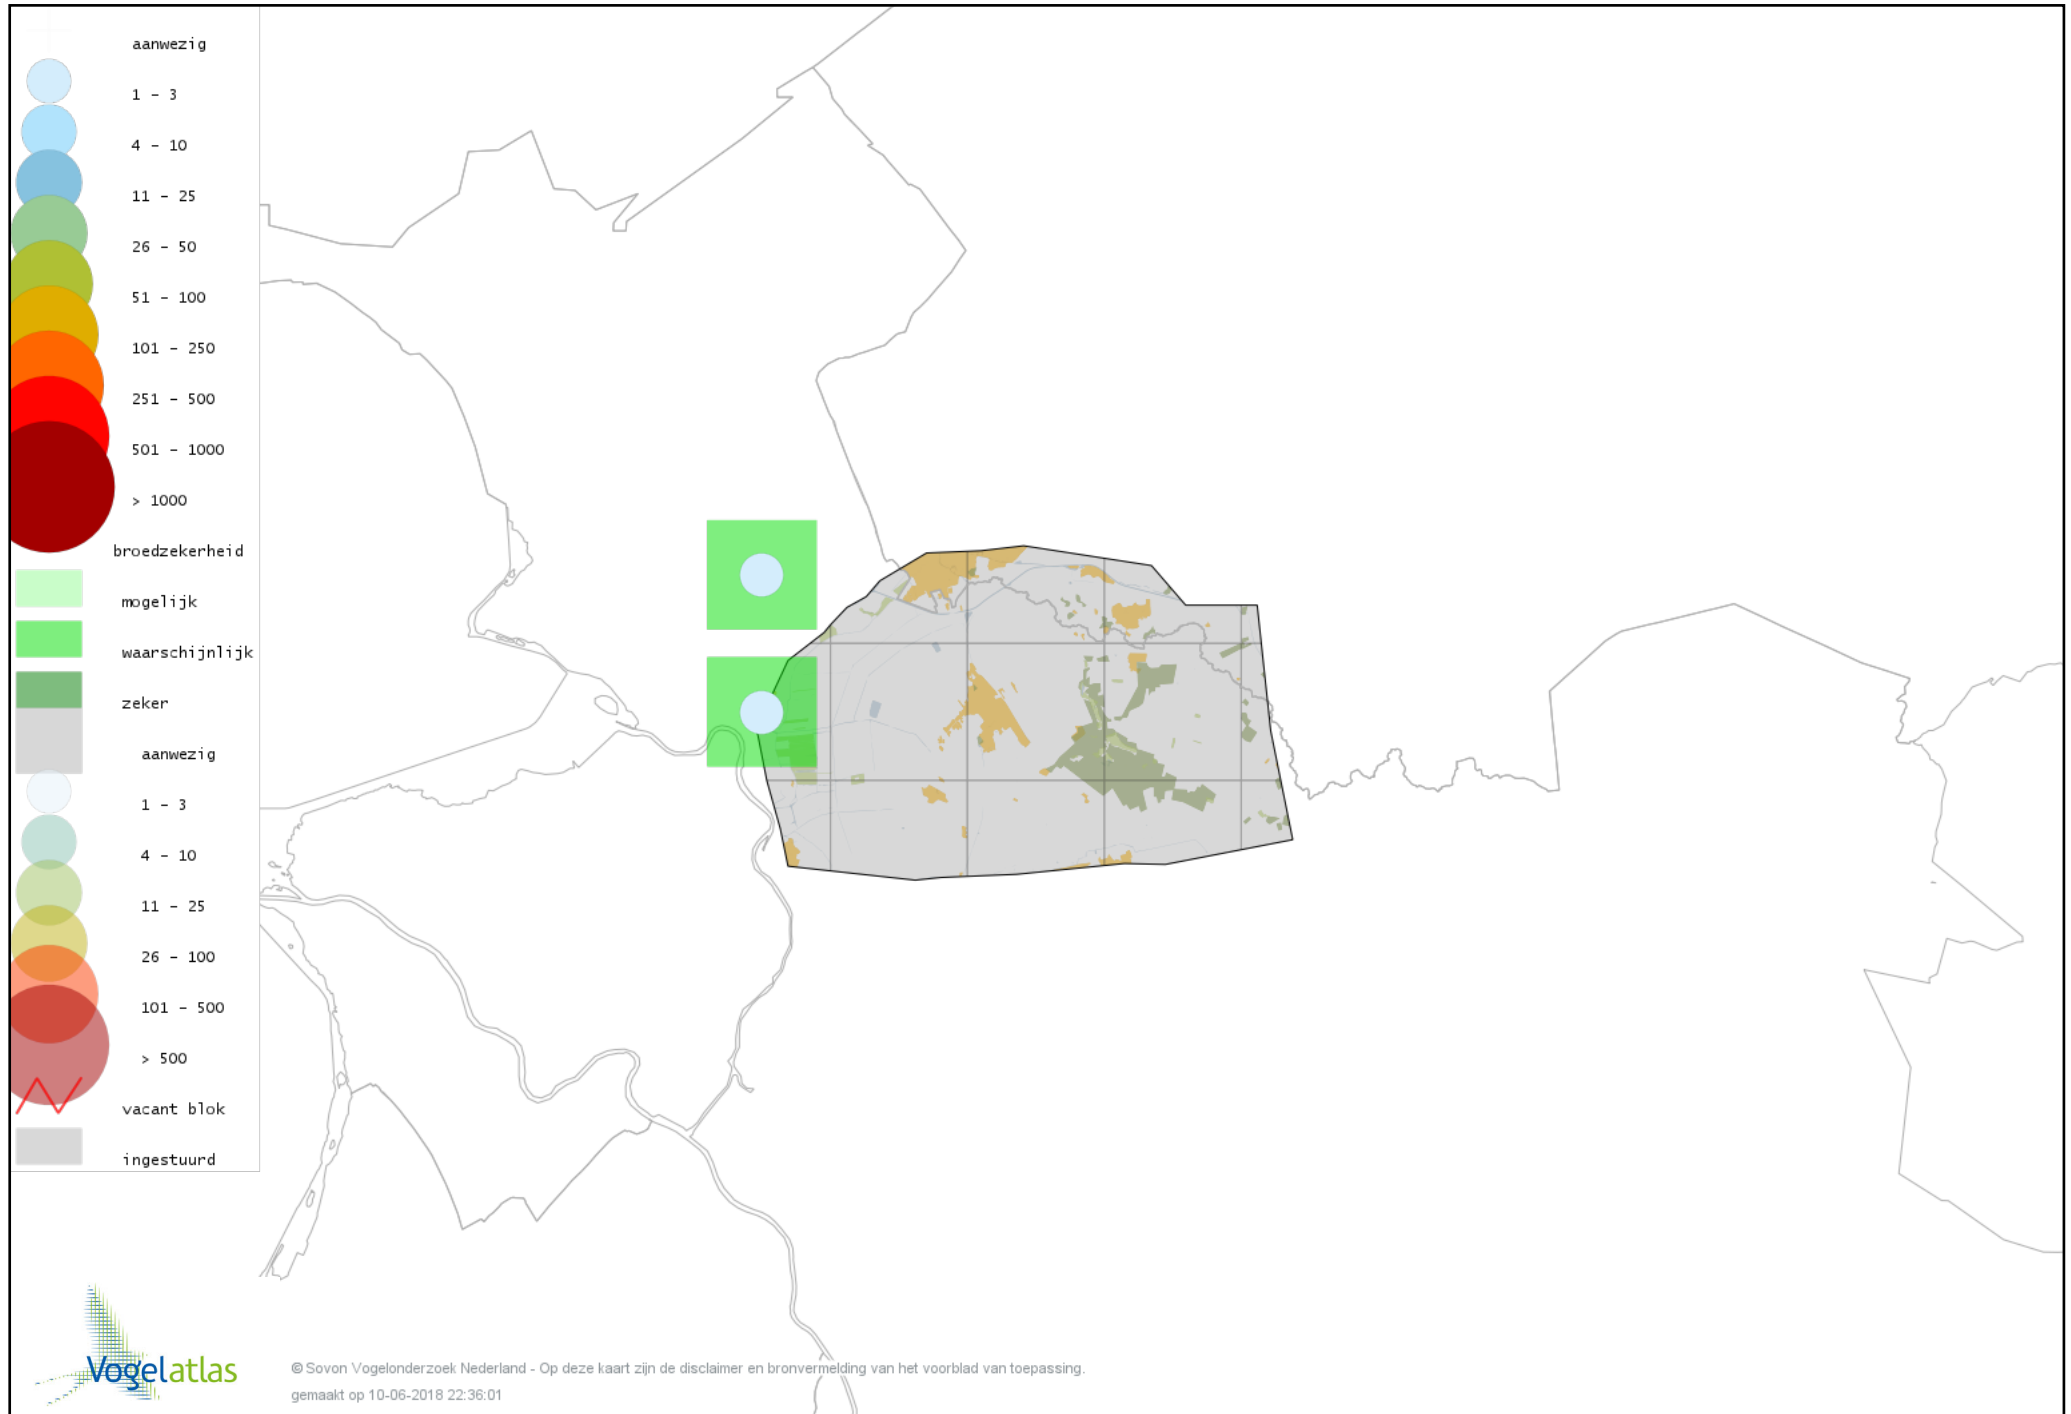 aanwezig
1 - 3
4 - 10
11 - 25
26 - 50
51 - 100
101 - 250
251 - 500
501 - 1000
> 1000
broedzekerheid
mogelijk
waarschijnlijk
zeker
aanwezig
1 - 3
4 - 10
11 - 25
26 - 100
101 - 500
> 500
vacant blok
ingestuurd
Vogelatlas
© Sovon Vogelonderzoek Nederland - Op deze kaart zijn de disclaimer en bronvermelding van het voorblad van toepassing.
gemaakt op 10-06-2018 22:36:01